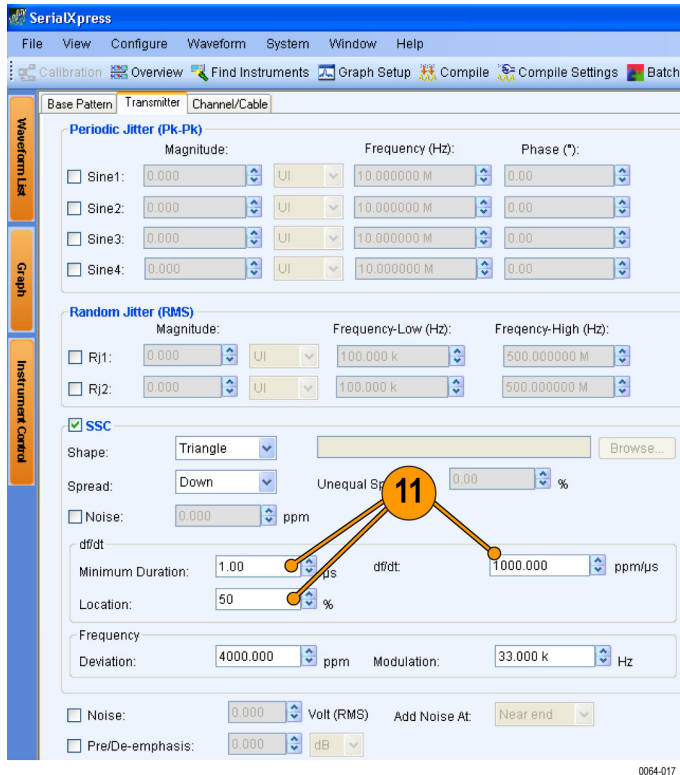 SerialXpress
File View Configure Waveform System Window Help
Calibration Overview Find Instruments Graph Setup Compile Compile Settings Batch
Base Pattern Transmitter Channel/Cable
Waveform List
Graph
Instrument Control
Periodic Jitter (Pk-Pk)
Magnitude: Frequency (Hz): Phase (°):
Sine1: 0.000 UI 10.000000 M 0.00
Sine2: 0.000 UI 10.000000 M 0.00
Sine3: 0.000 UI 10.000000 M 0.00
Sine4: 0.000 UI 10.000000 M 0.00
Random Jitter (RMS)
Magnitude: Frequency-Low (Hz): Freqency-High (Hz):
Rj1: 0.000 UI 100.000 k 500.000000 M
Rj2: 0.000 UI 100.000 k 500.000000 M
SSC
Shape: Triangle Browse...
Spread: Down Unequal 0.00 %
11
Noise: 0.000 ppm
df/dt
Minimum Duration: 1.00 µs df/dt: 1000.000 ppm/µs
Location: 50 %
Frequency
Deviation: 4000.000 ppm Modulation: 33.000 k Hz
Noise: 0.000 Volt (RMS) Add Noise At: Near end
Pre/De-emphasis: 0.000 dB
0064-017